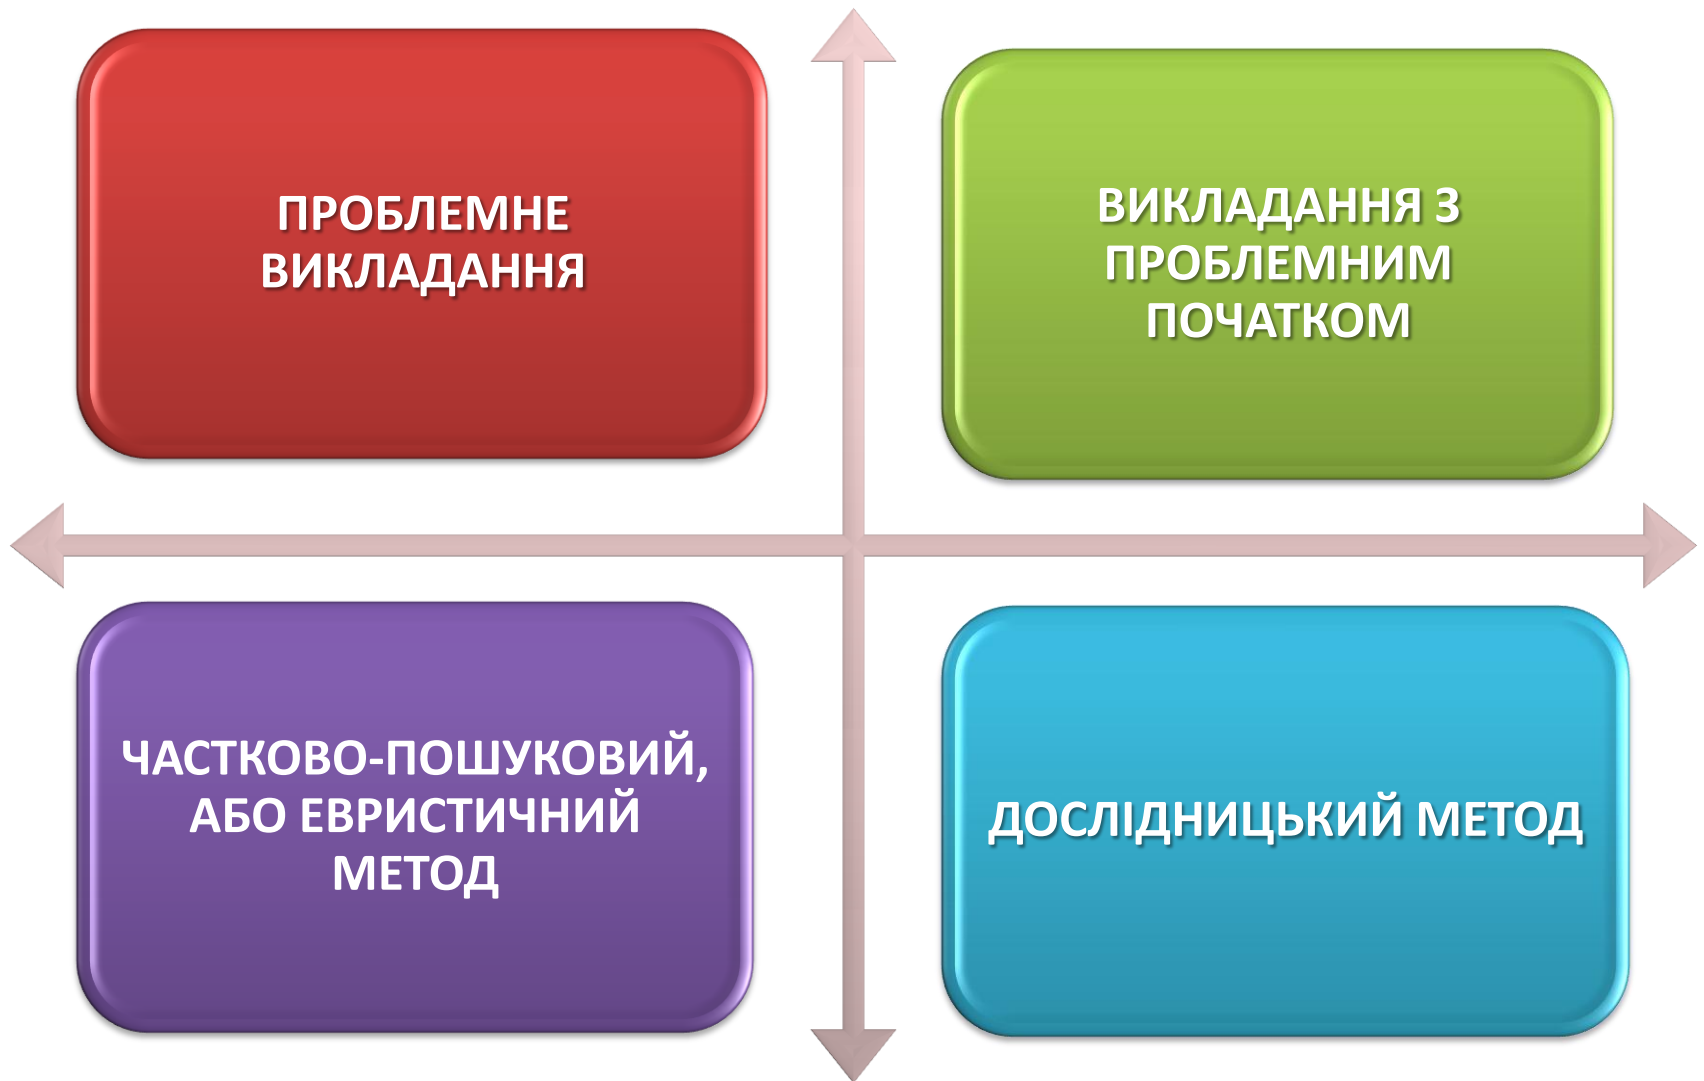 ПРОБЛЕМНЕ
ВИКЛАДАННЯ
ВИКЛАДАННЯ З
ПРОБЛЕМНИМ
ПОЧАТКОМ
ЧАСТКОВО-ПОШУКОВИЙ,
АБО ЕВРИСТИЧНИЙ
МЕТОД
ДОСЛІДНИЦЬКИЙ МЕТОД